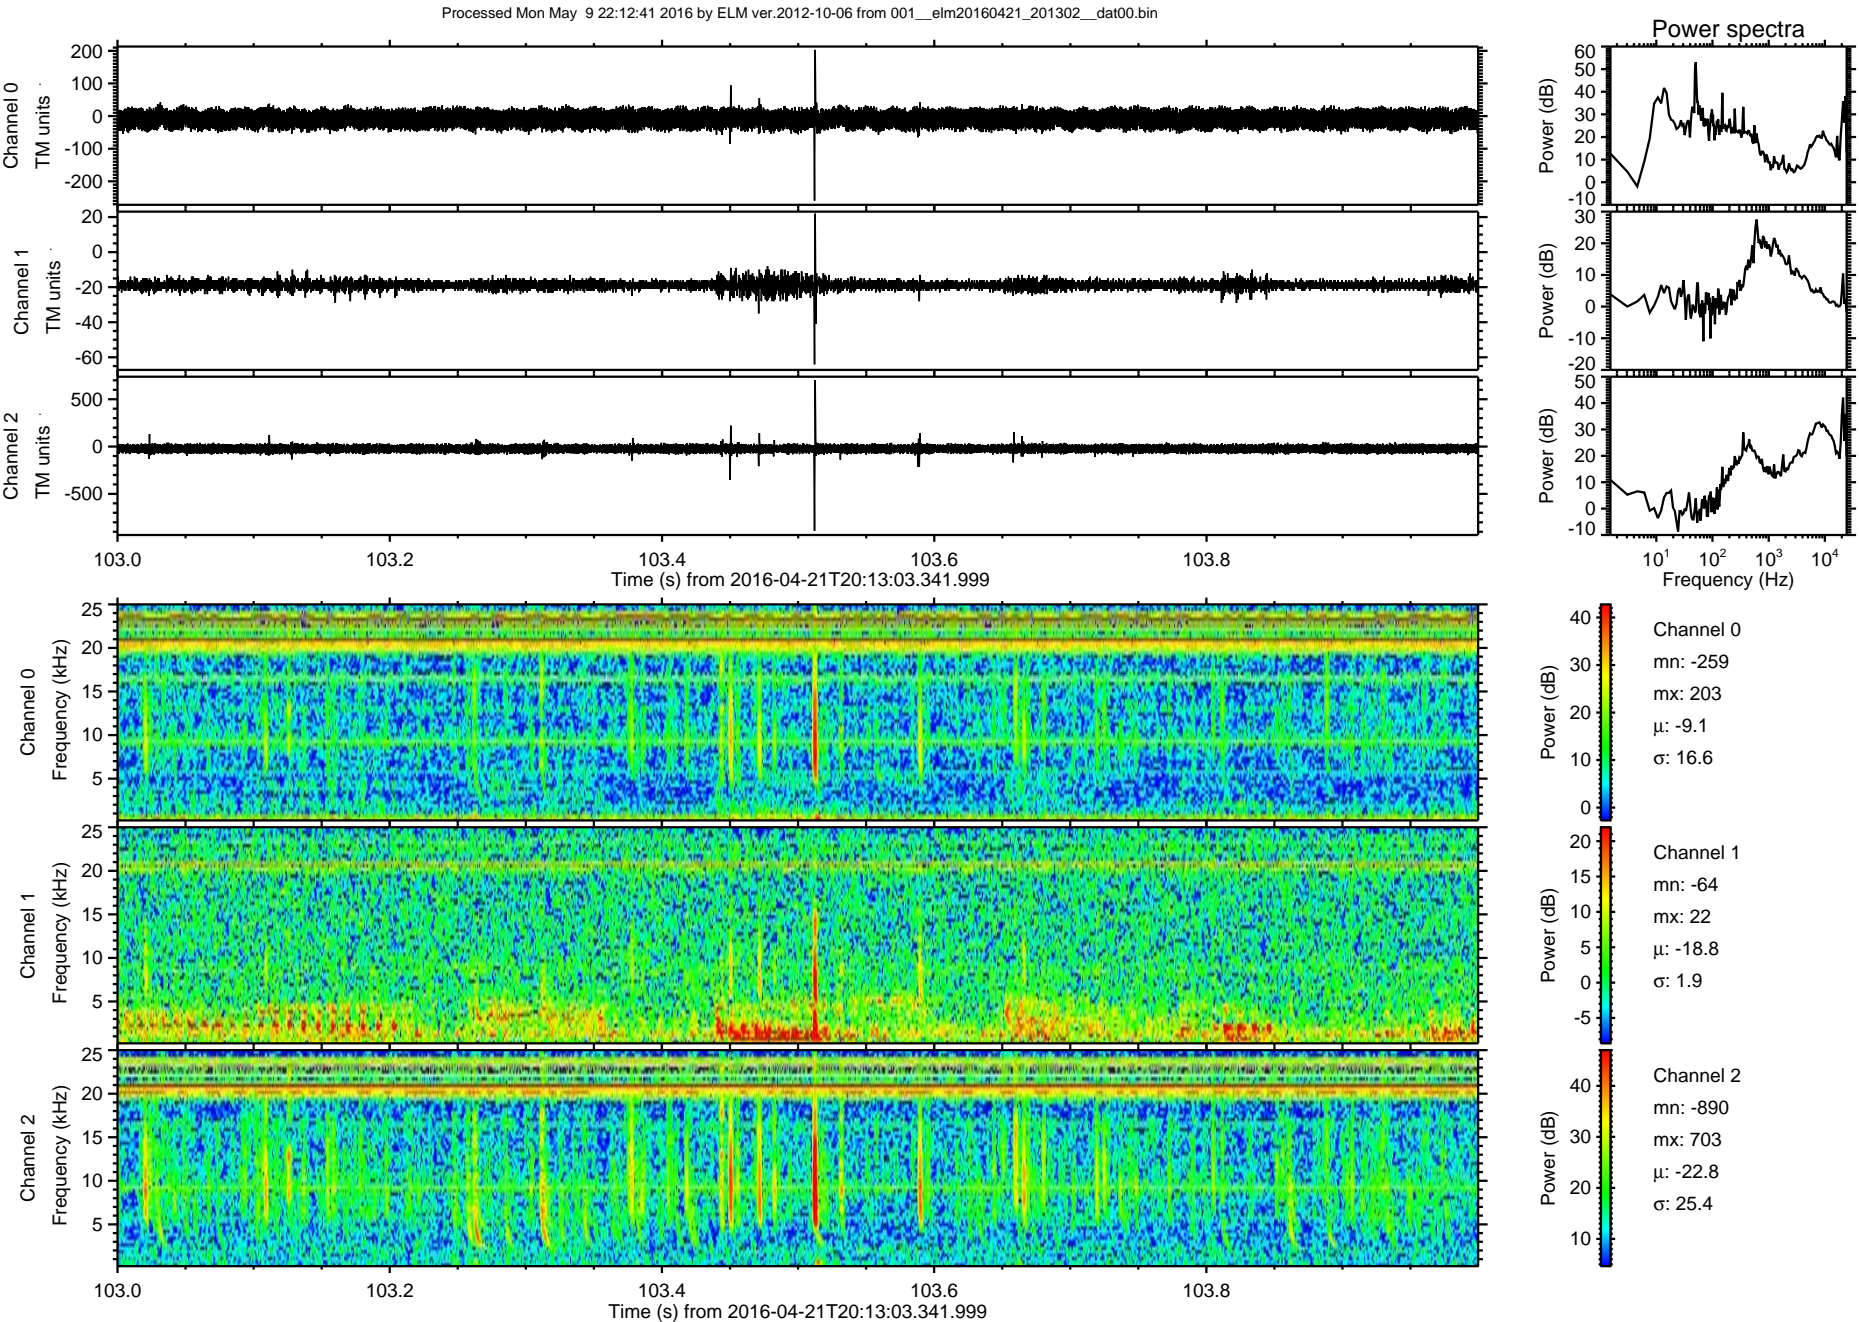 Processed Mon May  9 22:12:41 2016 by ELM ver.2012-10-06 from 001__elm20160421_201302__dat00.bin
Power spectra
Channel 0
TM units
200
100
0
-100
-200
Power (dB)
60
50
40
30
20
10
0
-10
Channel 1
TM units
20
0
-20
-40
-60
Power (dB)
30
20
10
0
-10
-20
Channel 2
TM units
500
0
-500
Power (dB)
50
40
30
20
10
0
-10
103.0 103.2 103.4 103.6 103.8
Time (s) from 2016-04-21T20:13:03.341.999
10^1 10^2 10^3 10^4
Frequency (Hz)
Channel 0
Frequency (kHz)
25
20
15
10
5
Power (dB)
40
30
20
10
0
Channel 0
mn: -259
mx: 203
μ: -9.1
σ: 16.6
Channel 1
Frequency (kHz)
25
20
15
10
5
Power (dB)
20
15
10
5
0
-5
Channel 1
mn: -64
mx: 22
μ: -18.8
σ: 1.9
Channel 2
Frequency (kHz)
25
20
15
10
5
Power (dB)
40
30
20
10
Channel 2
mn: -890
mx: 703
μ: -22.8
σ: 25.4
103.0 103.2 103.4 103.6 103.8
Time (s) from 2016-04-21T20:13:03.341.999